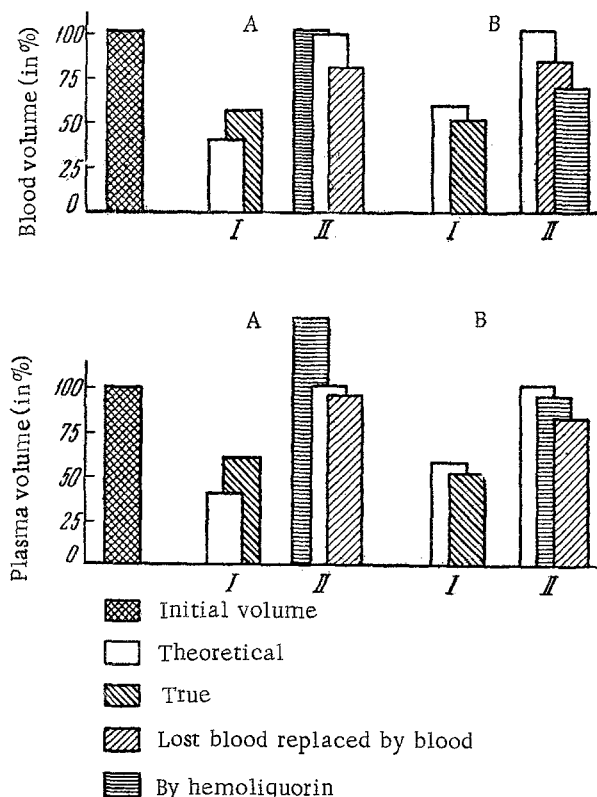 Blood volume (in %)
100
75
50
25
0
A
B
I
II
I
II
Plasma volume (in %)
100
75
50
25
0
A
B
I
II
I
II
Initial volume
Theoretical
True
Lost blood replaced by blood
By hemoliquorin